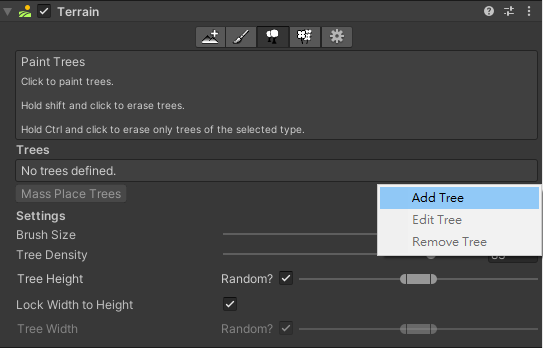 Terrain
Paint Trees
Click to paint trees.
Hold shift and click to erase trees.
Hold Ctrl and click to erase only trees of the selected type.
Trees
No trees defined.
Mass Place Trees
Add Tree
Edit Tree
Remove Tree
Settings
Brush Size
Tree Density
Tree Height Random?
Lock Width to Height
Tree Width Random?